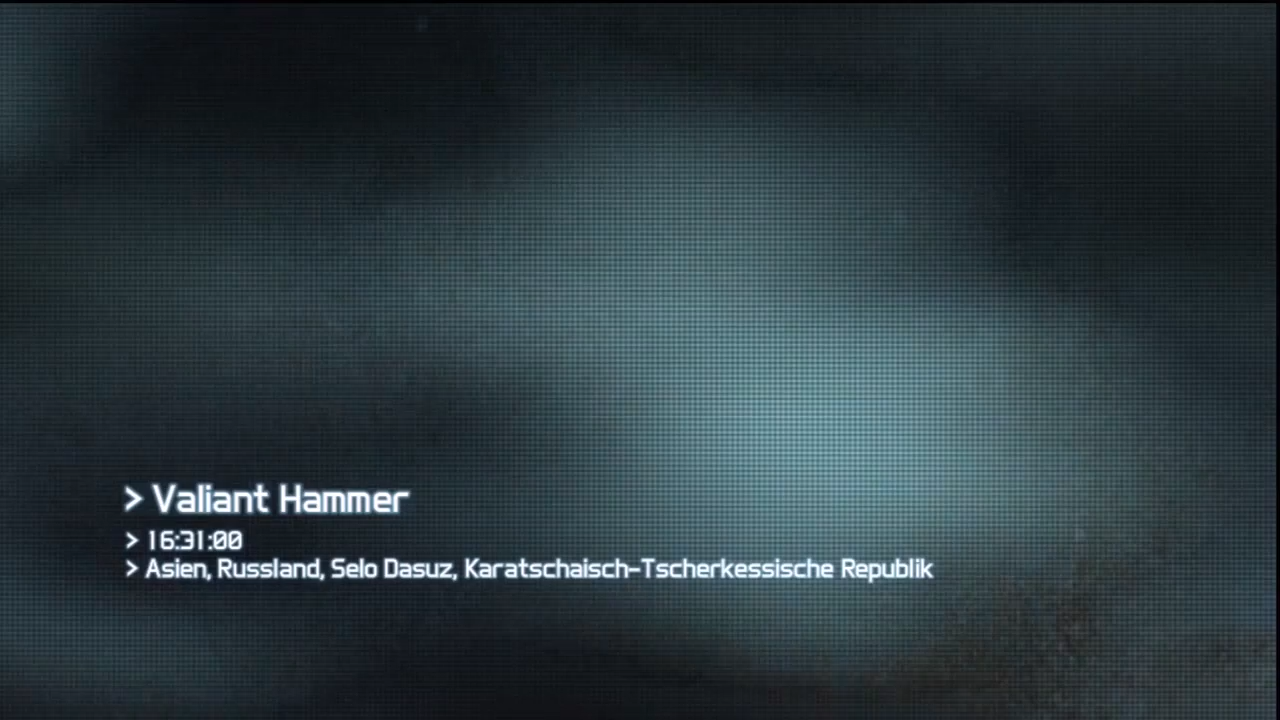 > Valiant Hammer
> 16:31:00
> Asien, Russland, Selo Dasuz, Karatschaisch-Tscherkessische Republik